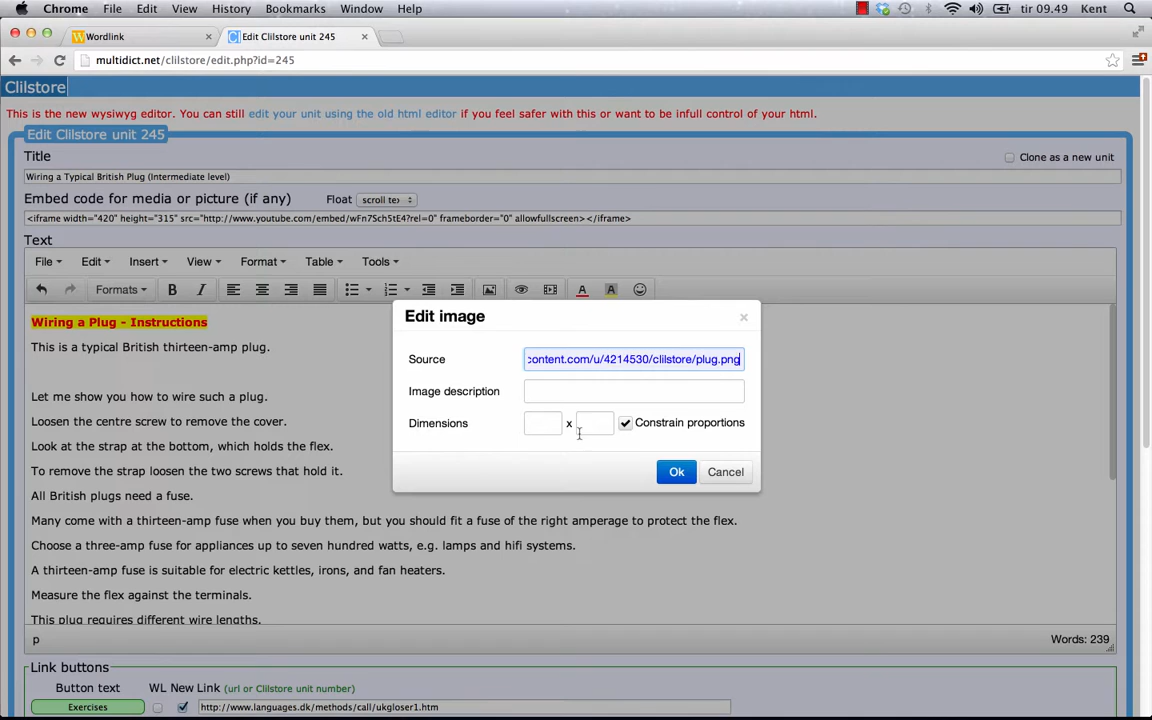 Chrome File Edit View History Bookmarks Window Help tir 09.49 Kent
Wordlink × Edit Clilstore unit 245 ×
multidict.net/clilstore/edit.php?id=245
Clilstore
This is the new wysiwyg editor. You can still edit your unit using the old html editor if you feel safer with this or want to be infull control of your html.
Edit Clilstore unit 245
Title
Clone as a new unit
Wiring a Typical British Plug (Intermediate level)
Embed code for media or picture (if any) Float scroll te
<iframe width="420" height="315" src="http://www.youtube.com/embed/wFn7Sch5tE4?rel=0" frameborder="0" allowfullscreen></iframe>
Text
File Edit Insert View Format Table Tools
Formats B I A A
Edit image ×
Source content.com/u/4214530/clilstore/plug.png
Image description
Dimensions x Constrain proportions
Ok Cancel
Wiring a Plug - Instructions
This is a typical British thirteen-amp plug.
Let me show you how to wire such a plug.
Loosen the centre screw to remove the cover.
Look at the strap at the bottom, which holds the flex.
To remove the strap loosen the two screws that hold it.
All British plugs need a fuse.
Many come with a thirteen-amp fuse when you buy them, but you should fit a fuse of the right amperage to protect the flex.
Choose a three-amp fuse for appliances up to seven hundred watts, e.g. lamps and hifi systems.
A thirteen-amp fuse is suitable for electric kettles, irons, and fan heaters.
Measure the flex against the terminals.
This plug requires different wire lengths.
p Words: 239
Link buttons
Button text WL New Link (url or Clilstore unit number)
Exercises http://www.languages.dk/methods/call/ukgloser1.htm